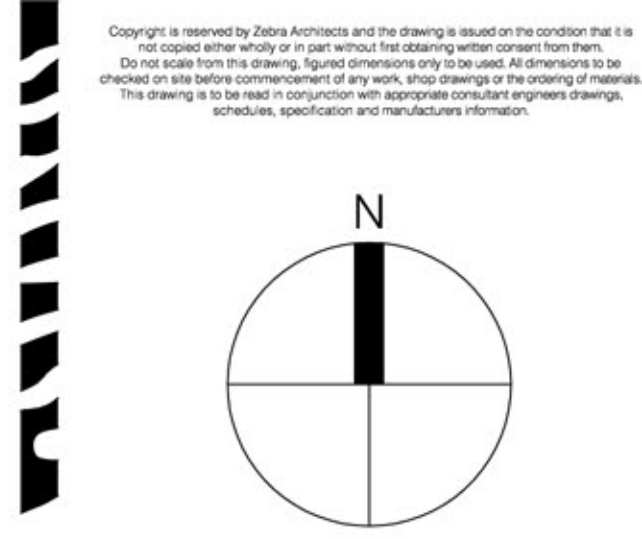 Copyright is reserved by Zebra Architects and the drawing is issued on the condition that it is
not copied either wholly or in part without first obtaining written consent from them.
Do not scale from this drawing, figured dimensions only to be used. All dimensions to be
checked on site before commencement of any work, shop drawings or the ordering of materials.
This drawing is to be read in conjunction with appropriate consultant engineers drawings,
schedules, specification and manufacturers information.
N